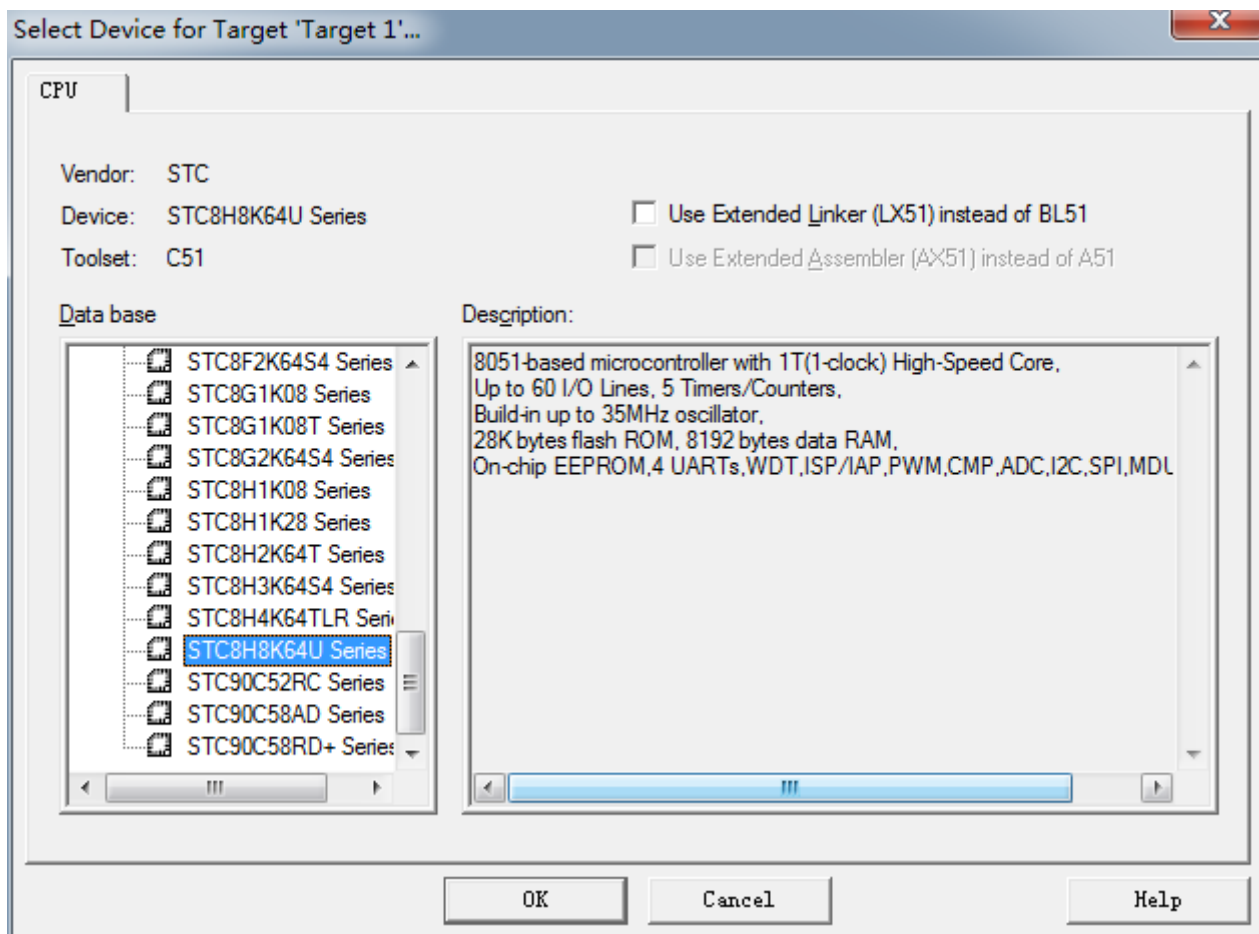 Select Device for Target 'Target 1'...
CPU
Vendor: STC
Device: STC8H8K64U Series
Toolset: C51
Use Extended Linker (LX51) instead of BL51
Use Extended Assembler (AX51) instead of A51
Data base
STC8F2K64S4 Series
STC8G1K08 Series
STC8G1K08T Series
STC8G2K64S4 Series
STC8H1K08 Series
STC8H1K28 Series
STC8H2K64T Series
STC8H3K64S4 Series
STC8H4K64TLR Seri
STC8H8K64U Series
STC90C52RC Series
STC90C58AD Series
STC90C58RD+ Series
Description:
8051-based microcontroller with 1T(1-clock) High-Speed Core,
Up to 60 I/O Lines, 5 Timers/Counters,
Build-in up to 35MHz oscillator,
28K bytes flash ROM, 8192 bytes data RAM,
On-chip EEPROM,4 UARTs,WDT,ISP/IAP,PWM,CMP,ADC,I2C,SPI,MDU
OK
Cancel
Help